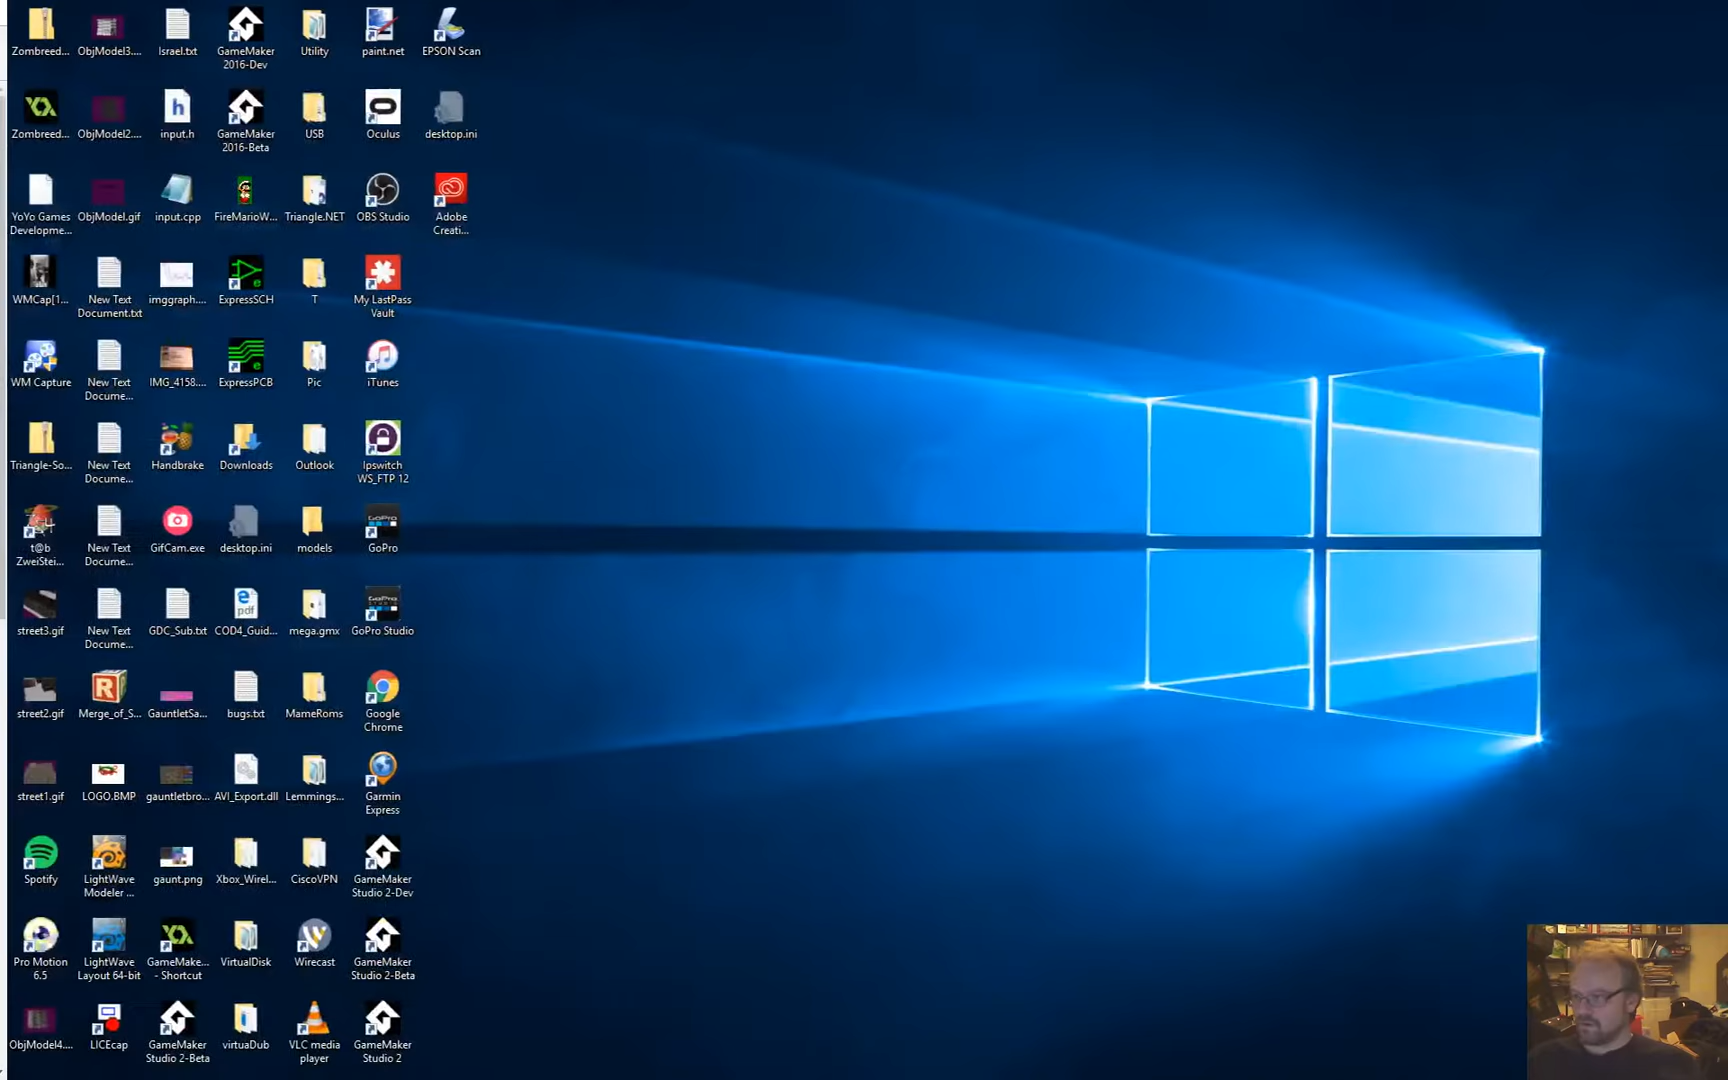 Zombreed...
ObjModel3....
Israel.txt
GameMaker
2016-Dev
Utility
paint.net
EPSON Scan
Zombreed...
ObjModel2....
input.h
GameMaker
2016-Beta
USB
Oculus
desktop.ini
YoYo Games
Developme...
ObjModel.gif
input.cpp
FireMarioW...
Triangle.NET
OBS Studio
Adobe
Creati...
WMCap[1...
New Text
Document.txt
imggraph....
ExpressSCH
T
My LastPass
Vault
WM Capture
New Text
Docume...
IMG_4158....
ExpressPCB
Pic
iTunes
Triangle-So...
New Text
Docume...
Handbrake
Downloads
Outlook
Ipswitch
WS_FTP 12
t@b
ZweiStei...
New Text
Docume...
GifCam.exe
desktop.ini
models
GoPro
street3.gif
New Text
Docume...
GDC_Sub.txt
COD4_Guid...
mega.gmx
GoPro Studio
street2.gif
Merge_of_S...
GauntletSa...
bugs.txt
MameRoms
Google
Chrome
street1.gif
LOGO.BMP
gauntletbro...
AVI_Export.dll
Lemmings...
Garmin
Express
Spotify
LightWave
Modeler ...
gaunt.png
Xbox_Wirel...
CiscoVPN
GameMaker
Studio 2-Dev
Pro Motion
6.5
LightWave
Layout 64-bit
GameMake...
- Shortcut
VirtualDisk
Wirecast
GameMaker
Studio 2-Beta
ObjModel4....
LICEcap
GameMaker
Studio 2-Beta
virtuaDub
VLC media
player
GameMaker
Studio 2